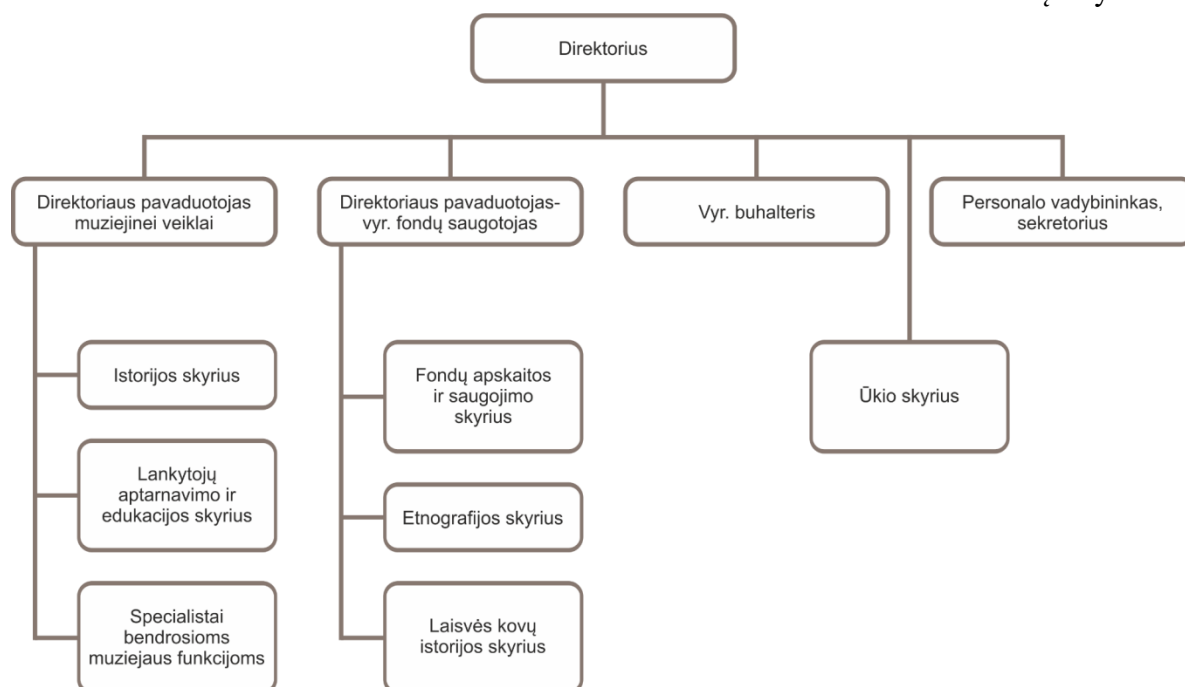 Direktorius
Direktoriaus pavaduotojas
muziejinei veiklai
Direktoriaus pavaduotojas-
vyr. fondų saugotojas
Vyr. buhalteris
Personalo vadybininkas,
sekretorius
Istorijos skyrius
Lankytojų
aptarnavimo ir
edukacijos skyrius
Specialistai
bendrosioms
muziejaus funkcijoms
Fondų apskaitos
ir saugojimo
skyrius
Etnografijos skyrius
Laisvės kovų
istorijos skyrius
Ūkio skyrius